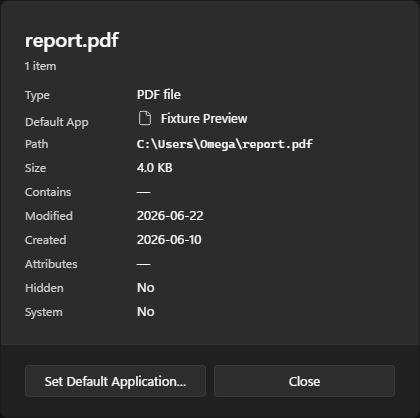 report.pdf
1 item
Type PDF file
Default App Fixture Preview
Path C:\Users\Omega\report.pdf
Size 4.0 KB
Contains —
Modified 2026-06-22
Created 2026-06-10
Attributes —
Hidden No
System No
Set Default Application... Close